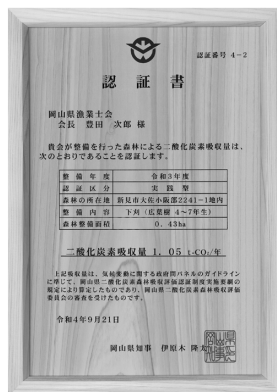 認証番号 4-2
認証書
岡山県漁業士会
会長 豊田 次郎 様
貴会が整備を行った森林による二酸化炭素吸収量は、
次のとおりであることを認証します。
整備年度 令和3年度
認証区分 実践型
森林の所在地 新見市大佐小阪部2241-1地内
整備内容 下刈(広葉樹 4~7年生)
森林整備面積 0.43ha
二酸化炭素吸収量 1.05 t-CO₂/年
上記吸収量は、気候変動に関する政府間パネルのガイドライン
に準じて、岡山県二酸化炭素森林吸収評価認証制度実施要綱の
規定により算定したものであり、岡山県二酸化炭素森林吸収評価
委員会の審査を受けたものです。
令和4年9月21日
岡山県知事 伊原木 隆太